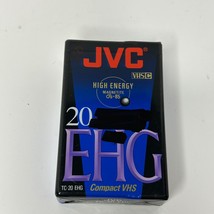 JVC
VHS C
HIGH ENERGY
MAGNETITE
20
EHG
TC-20 EHG
Compact VHS